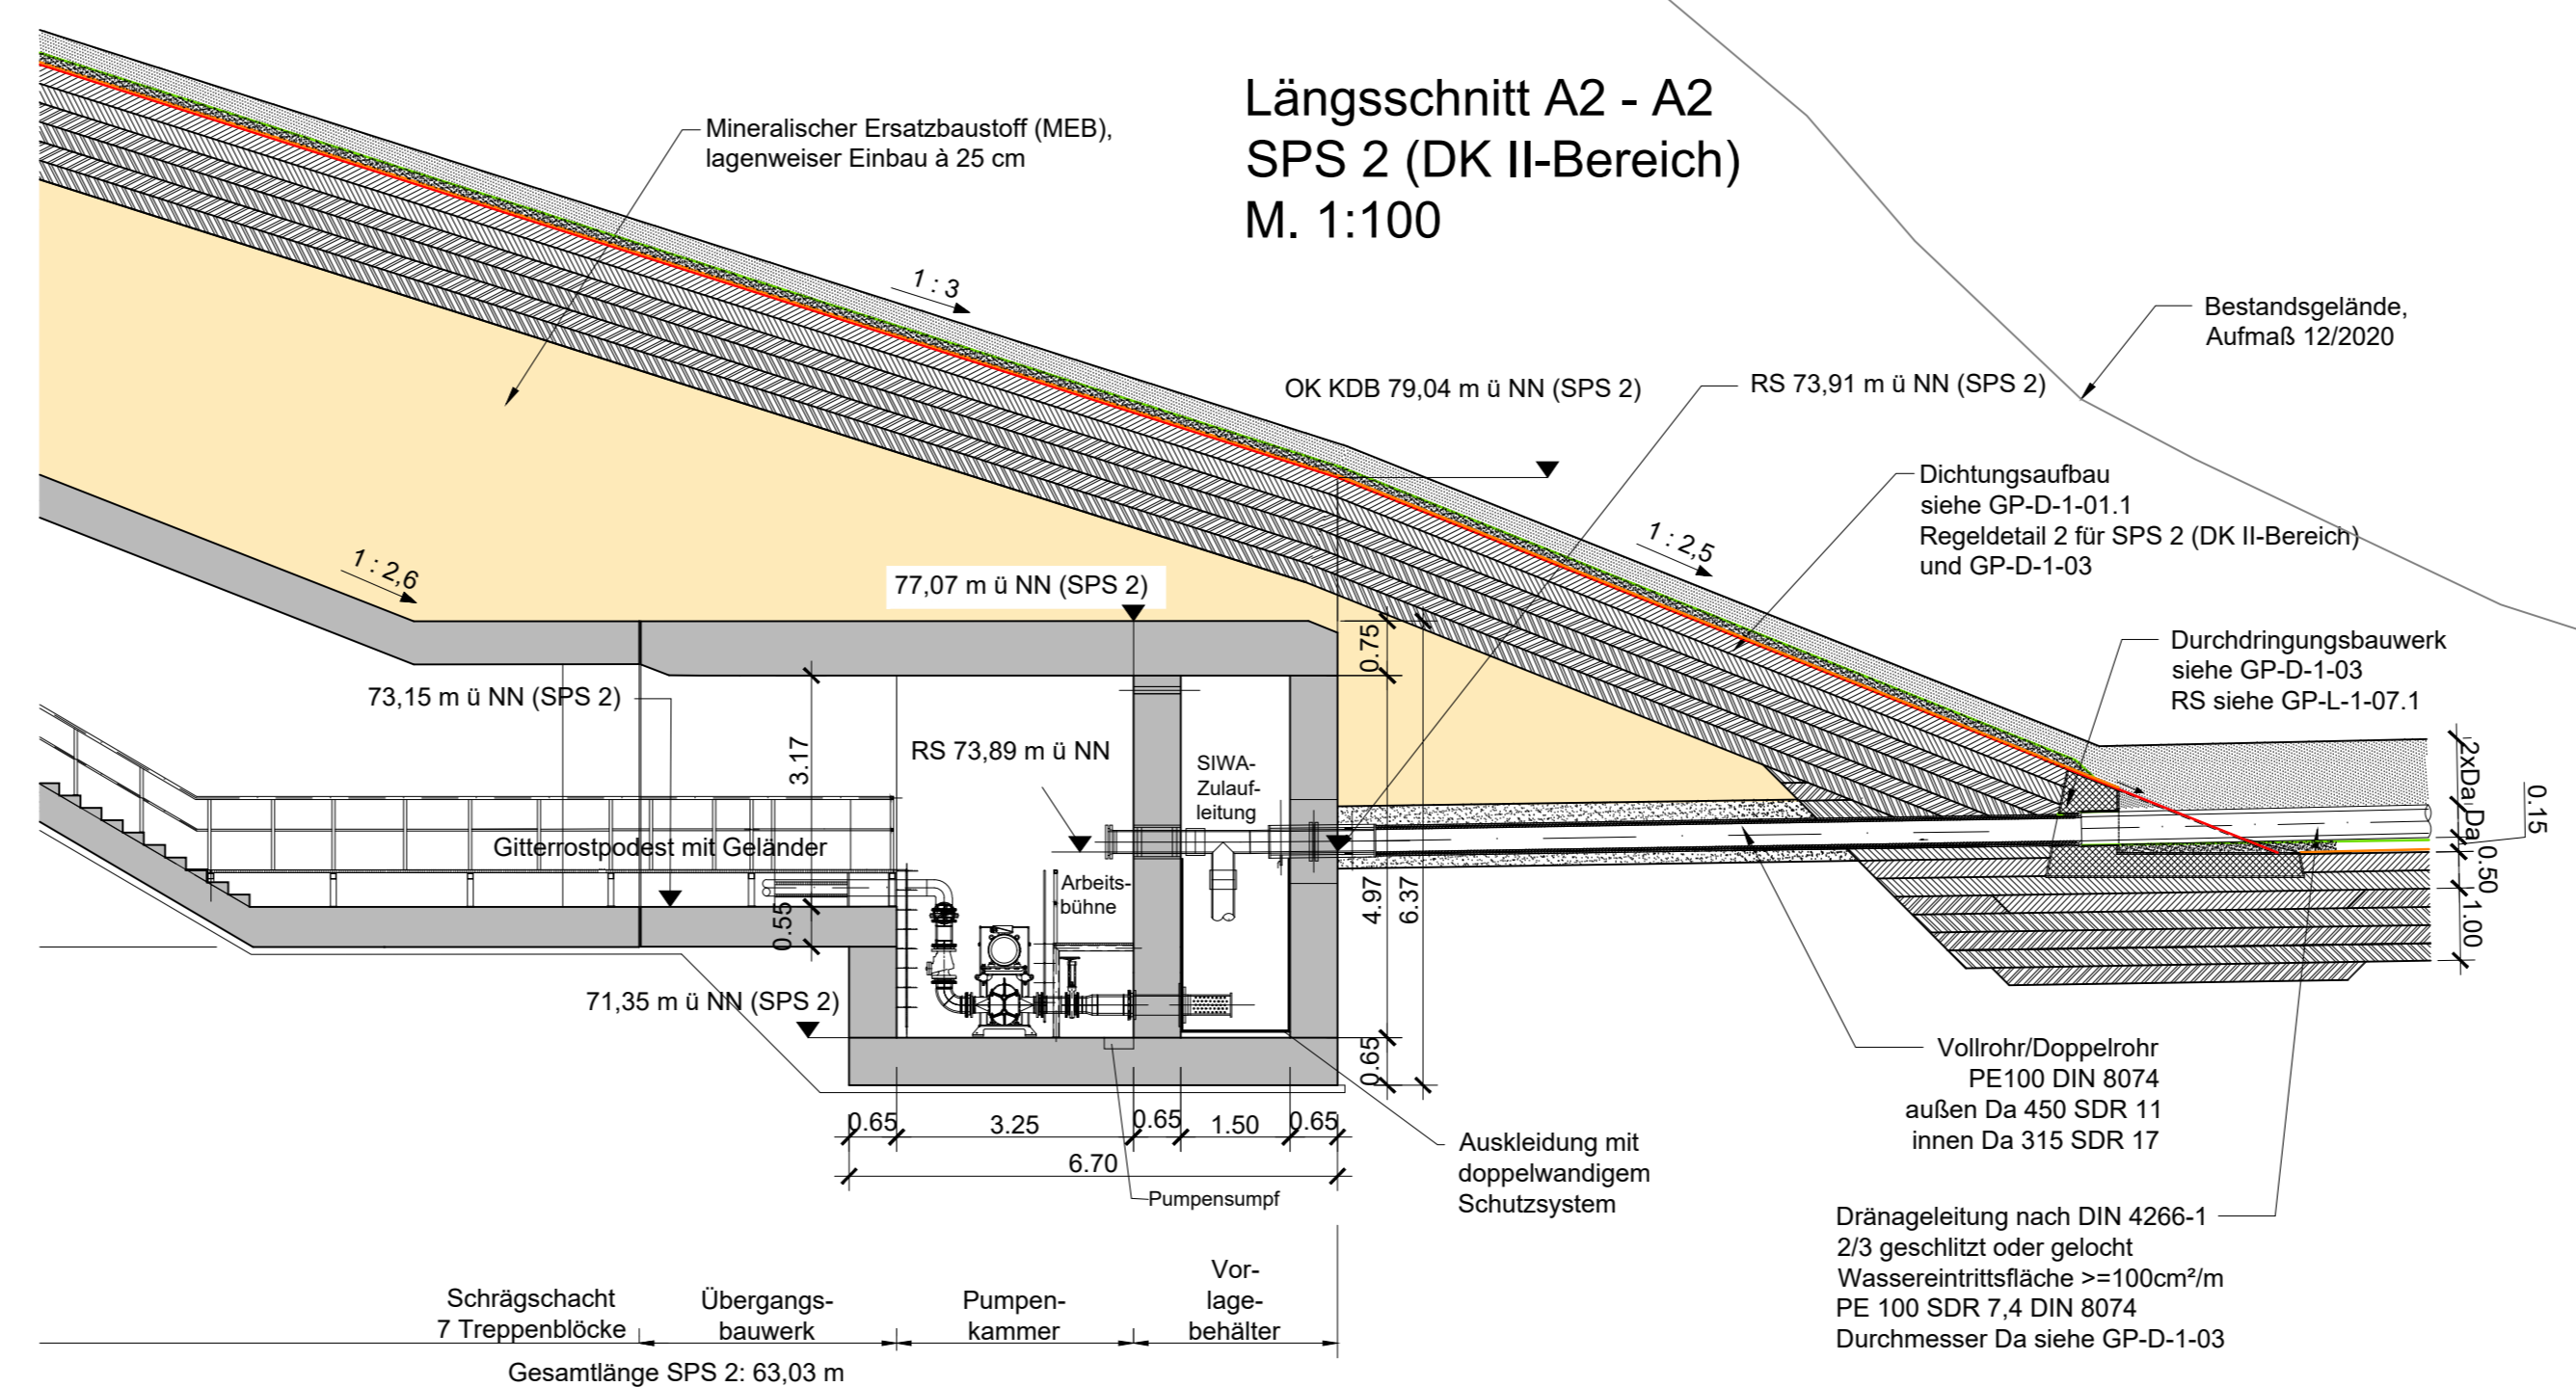 Längsschnitt A2 - A2
SPS 2 (DK II-Bereich)
M. 1:100
Mineralischer Ersatzbaustoff (MEB),
lagenweiser Einbau à 25 cm
1 : 3
Bestandsgelände,
Aufmaß 12/2020
OK KDB 79,04 m ü NN (SPS 2)
RS 73,91 m ü NN (SPS 2)
Dichtungsaufbau
siehe GP-D-1-01.1
Regeldetail 2 für SPS 2 (DK II-Bereich)
und GP-D-1-03
1 : 2,5
1 : 2,6
77,07 m ü NN (SPS 2)
0.75
Durchdringungsbauwerk
siehe GP-D-1-03
RS siehe GP-L-1-07.1
73,15 m ü NN (SPS 2)
3.17
RS 73,89 m ü NN
SIWA-
Zulauf-
leitung
2xDa
Da
0.15
0.50
1.00
Gitterrostpodest mit Geländer
Arbeits-
bühne
0.55
4.97
6.37
71,35 m ü NN (SPS 2)
0.65
Vollrohr/Doppelrohr
PE100 DIN 8074
außen Da 450 SDR 11
innen Da 315 SDR 17
0.65
3.25
0.65
1.50
0.65
6.70
Pumpensumpf
Auskleidung mit
doppelwandigem
Schutzsystem
Dränageleitung nach DIN 4266-1
2/3 geschlitzt oder gelocht
Wassereintrittsfläche >=100cm²/m
PE 100 SDR 7,4 DIN 8074
Durchmesser Da siehe GP-D-1-03
Schrägschacht
7 Treppenblöcke
Übergangs-
bauwerk
Pumpen-
kammer
Vor-
lage-
behälter
Gesamtlänge SPS 2: 63,03 m